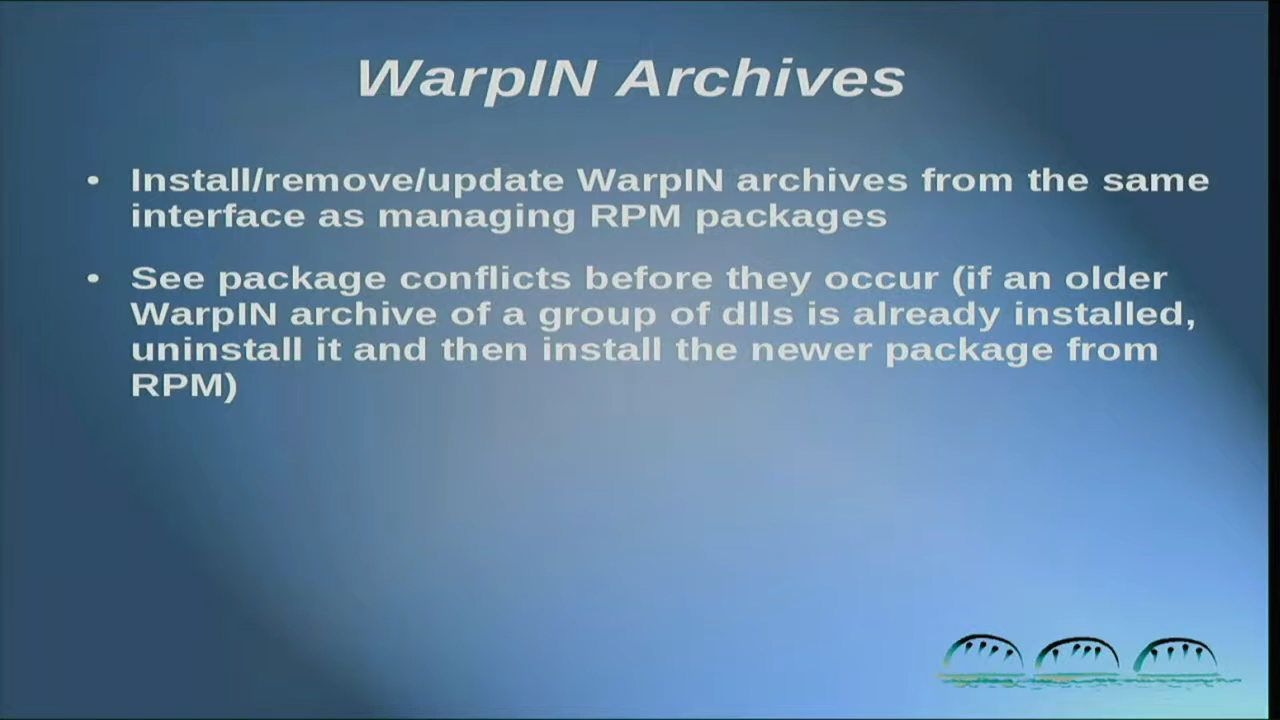 WarpIN Archives
• Install/remove/update WarpIN archives from the same
interface as managing RPM packages
• See package conflicts before they occur (if an older
WarpIN archive of a group of dlls is already installed,
uninstall it and then install the newer package from
RPM)